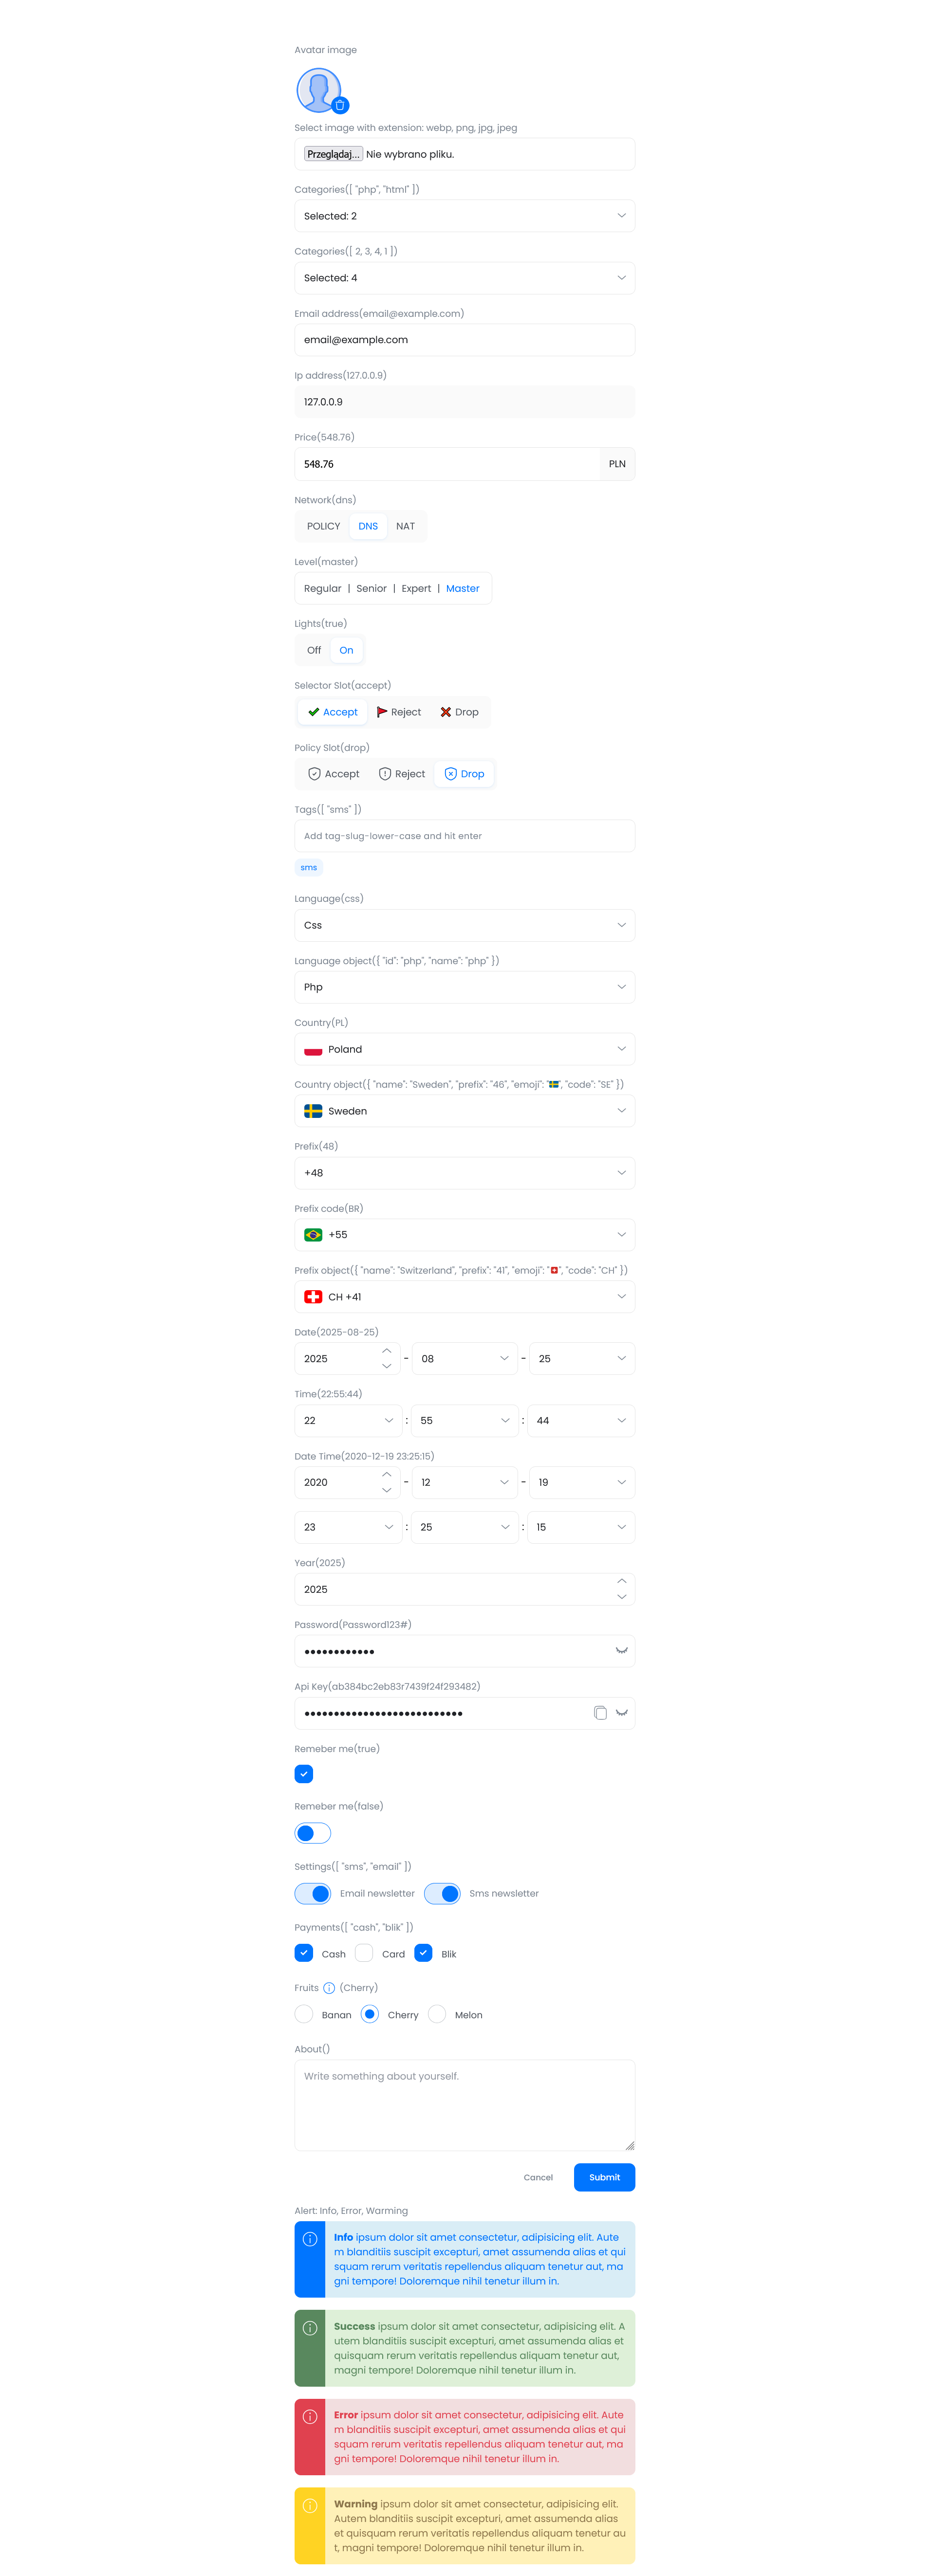 Avatar image
Select image with extension: webp, png, jpg, jpeg
Przeglądaj... Nie wybrano pliku.
Categories([ "php", "html" ])
Selected: 2
Categories([ 2, 3, 4, 1 ])
Selected: 4
Email address(email@example.com)
email@example.com
Ip address(127.0.0.9)
127.0.0.9
Price(548.76)
548.76 PLN
Network(dns)
POLICY DNS NAT
Level(master)
Regular | Senior | Expert | Master
Lights(true)
Off On
Selector Slot(accept)
Accept Reject Drop
Policy Slot(drop)
Accept Reject Drop
Tags([ "sms" ])
Add tag-slug-lower-case and hit enter
sms
Language(css)
Css
Language object({ "id": "php", "name": "php" })
Php
Country(PL)
Poland
Country object({ "name": "Sweden", "prefix": "46", "emoji": "🇸🇪", "code": "SE" })
Sweden
Prefix(48)
+48
Prefix code(BR)
+55
Prefix object({ "name": "Switzerland", "prefix": "41", "emoji": "🇨🇭", "code": "CH" })
CH +41
Date(2025-08-25)
2025 - 08 - 25
Time(22:55:44)
22 : 55 : 44
Date Time(2020-12-19 23:25:15)
2020 - 12 - 19
23 : 25 : 15
Year(2025)
2025
Password(Password123#)
••••••••••••
Api Key(ab384bc2eb83r7439f24f293482)
•••••••••••••••••••••••••••
Remeber me(true)
Remeber me(false)
Settings([ "sms", "email" ])
Email newsletter Sms newsletter
Payments([ "cash", "blik" ])
Cash Card Blik
Fruits (Cherry)
Banan Cherry Melon
About()
Write something about yourself.
Cancel Submit
Alert: Info, Error, Warming
Info ipsum dolor sit amet consectetur, adipisicing elit. Aute
m blanditiis suscipit excepturi, amet assumenda alias et qui
squam rerum veritatis repellendus aliquam tenetur aut, ma
gni tempore! Doloremque nihil tenetur illum in.
Success ipsum dolor sit amet consectetur, adipisicing elit. A
utem blanditiis suscipit excepturi, amet assumenda alias et
quisquam rerum veritatis repellendus aliquam tenetur aut,
magni tempore! Doloremque nihil tenetur illum in.
Error ipsum dolor sit amet consectetur, adipisicing elit. Aute
m blanditiis suscipit excepturi, amet assumenda alias et qui
squam rerum veritatis repellendus aliquam tenetur aut, ma
gni tempore! Doloremque nihil tenetur illum in.
Warning ipsum dolor sit amet consectetur, adipisicing elit.
Autem blanditiis suscipit excepturi, amet assumenda alias
et quisquam rerum veritatis repellendus aliquam tenetur au
t, magni tempore! Doloremque nihil tenetur illum in.